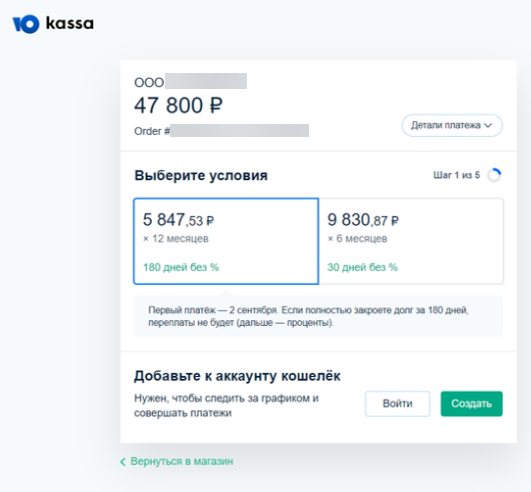 Ю kassa
ООО
47 800 ₽
Order #
Детали платежа
Выберите условия
Шаг 1 из 5
5 847,53 ₽
× 12 месяцев
180 дней без %
9 830,87 ₽
× 6 месяцев
30 дней без %
Первый платёж — 2 сентября. Если полностью закроете долг за 180 дней,
переплаты не будет (дальше — проценты).
Добавьте к аккаунту кошелёк
Нужен, чтобы следить за графиком и
совершать платежи
Войти
Создать
Вернуться в магазин